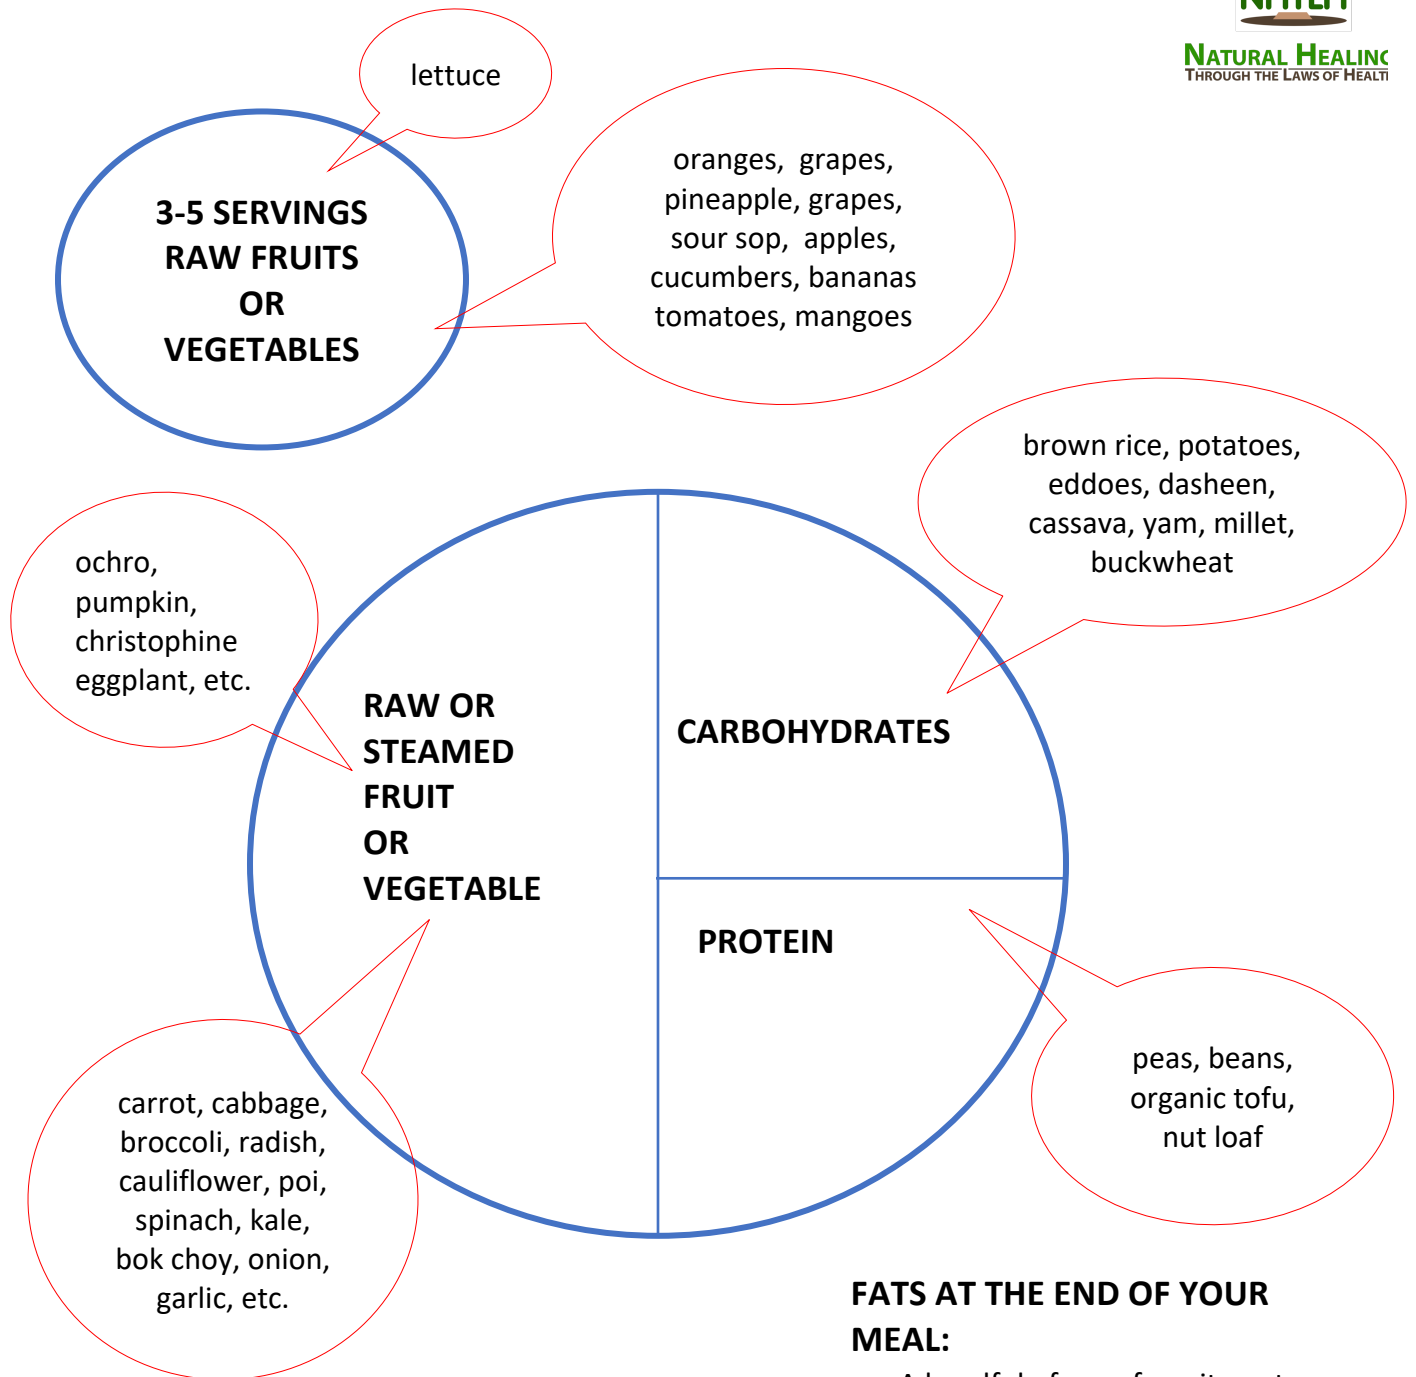 NATURAL HEALING
THROUGH THE LAWS OF HEALT
lettuce
3-5 SERVINGS
RAW FRUITS
OR
VEGETABLES
oranges, grapes,
pineapple, grapes,
sour sop, apples,
cucumbers, bananas
tomatoes, mangoes
brown rice, potatoes,
eddoes, dasheen,
cassava, yam, millet,
buckwheat
ochro,
pumpkin,
christophine
eggplant, etc.
RAW OR
STEAMED
FRUIT
OR
VEGETABLE
CARBOHYDRATES
PROTEIN
peas, beans,
organic tofu,
nut loaf
carrot, cabbage,
broccoli, radish,
cauliflower, poi,
spinach, kale,
bok choy, onion,
garlic, etc.
FATS AT THE END OF YOUR
MEAL: